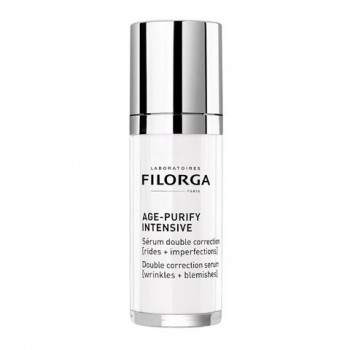 LABORATOIRES
FILORGA
PARIS
AGE-PURIFY
INTENSIVE
Sérum double correction
[rides + imperfections]
Double correction serum
[wrinkles + blemishes]